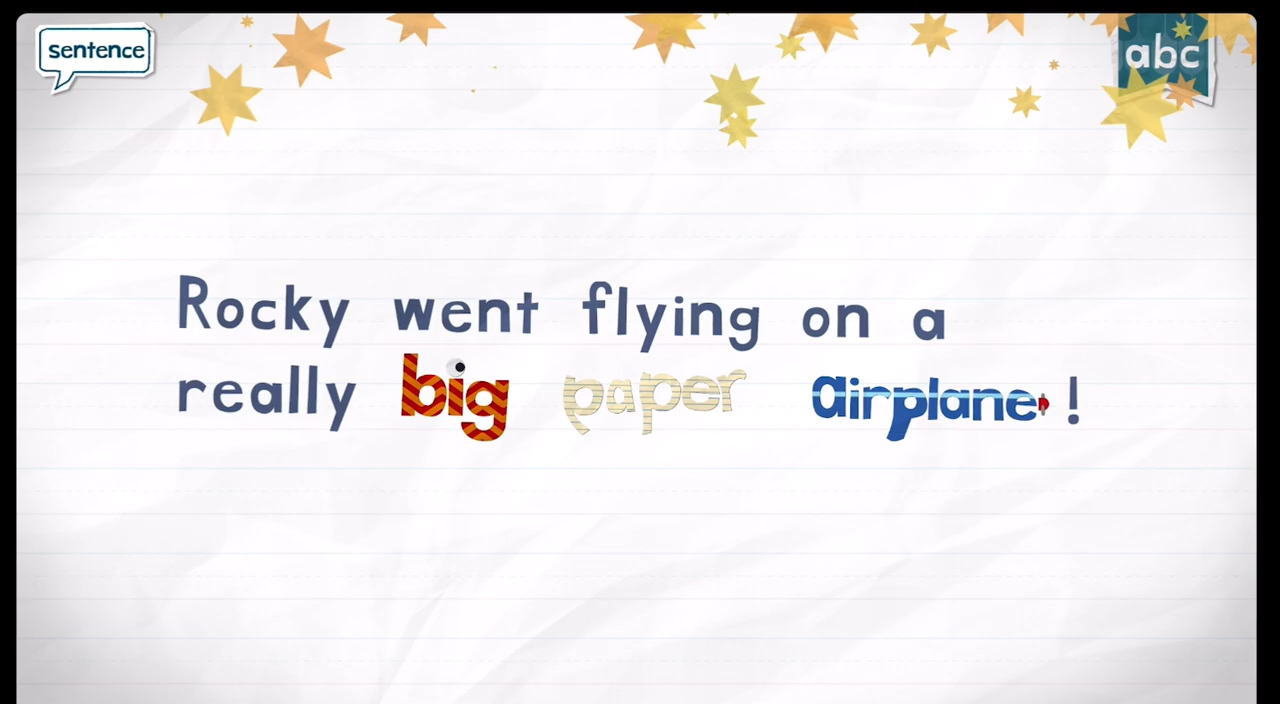 sentence
abc
Rocky went flying on a
really big paper airplane!